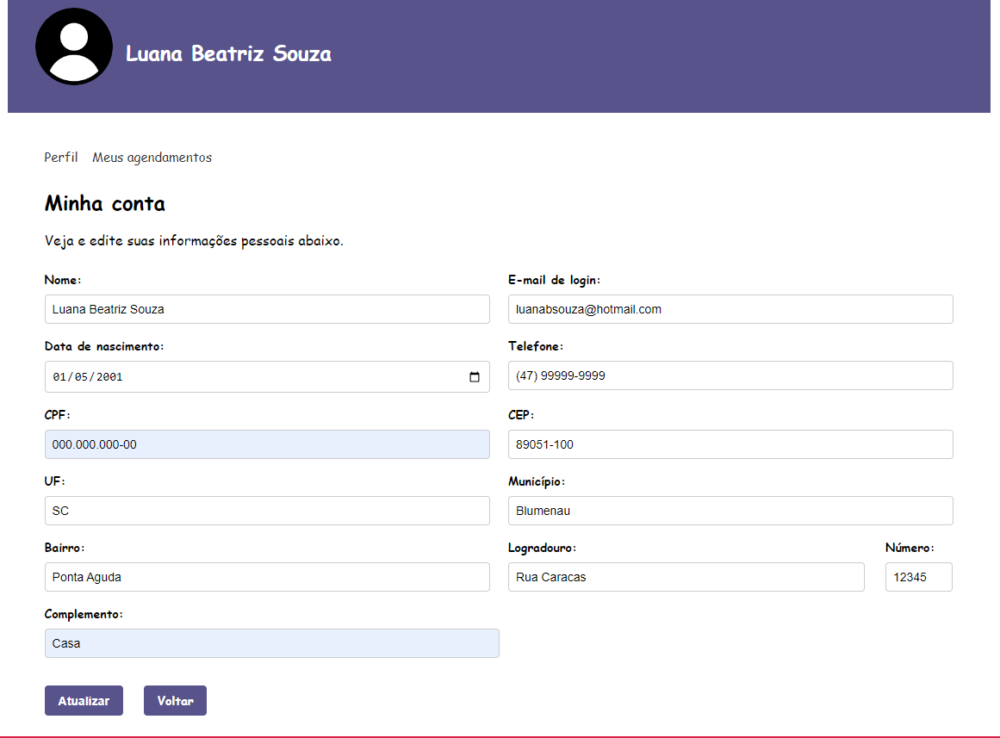 Luana Beatriz Souza
Perfil Meus agendamentos
Minha conta
Veja e edite suas informações pessoais abaixo.
Nome: E-mail de login:
Luana Beatriz Souza luanabsouza@hotmail.com
Data de nascimento: Telefone:
01/05/2001 (47) 99999-9999
CPF: CEP:
000.000.000-00 89051-100
UF: Município:
SC Blumenau
Bairro: Logradouro: Número:
Ponta Aguda Rua Caracas 12345
Complemento:
Casa
Atualizar Voltar